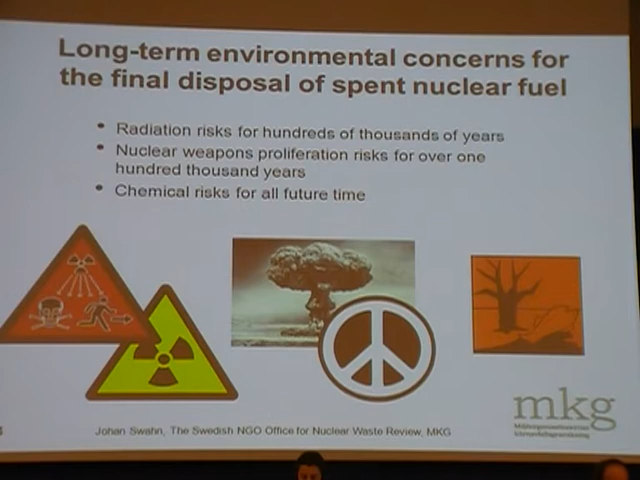 Long-term environmental concerns for
the final disposal of spent nuclear fuel
• Radiation risks for hundreds of thousands of years
• Nuclear weapons proliferation risks for over one
hundred thousand years
• Chemical risks for all future time
mkg
Johan Swahn, The Swedish NGO Office for Nuclear Waste Review, MKG